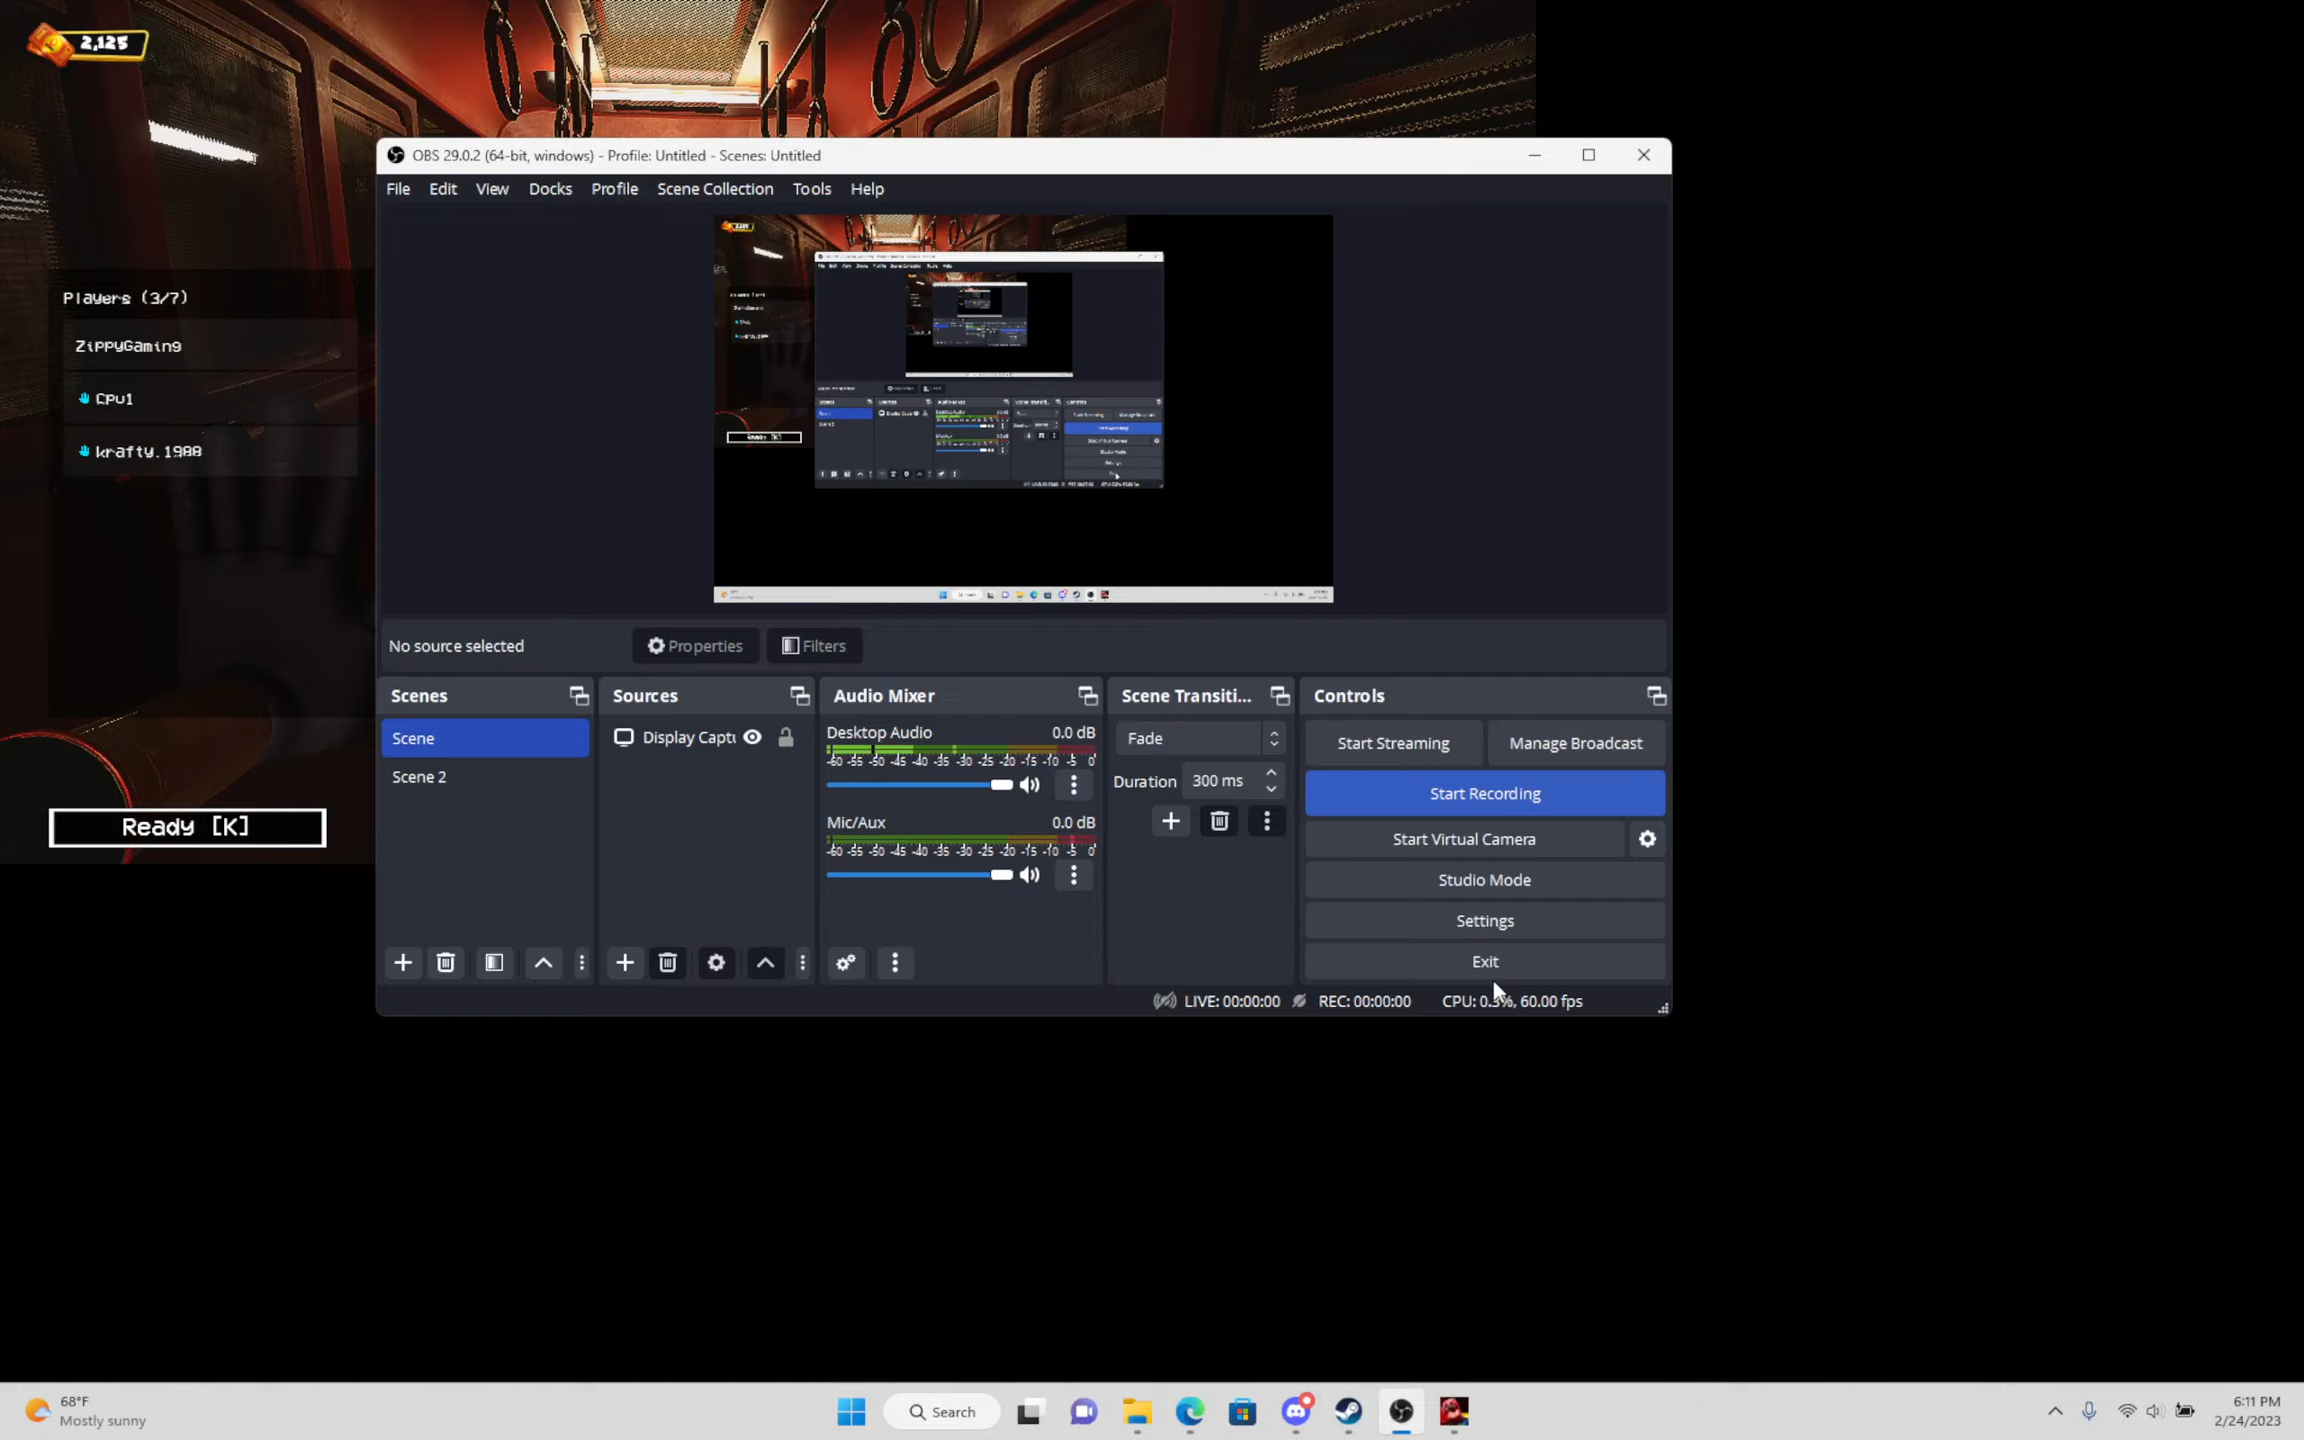 2,125
OBS 29.0.2 (64-bit, windows) - Profile: Untitled - Scenes: Untitled
File Edit View Docks Profile Scene Collection Tools Help
Players (3/7)
ZippyGaming
Cpu1
krafty.1988
Ready [K]
No source selected Properties Filters
Scenes Sources Audio Mixer Scene Transiti... Controls
Scene
Scene 2
Display Captu
Desktop Audio 0.0 dB
-60 -55 -50 -45 -40 -35 -30 -25 -20 -15 -10 -5 0
Mic/Aux 0.0 dB
-60 -55 -50 -45 -40 -35 -30 -25 -20 -15 -10 -5 0
Fade
Duration 300 ms
Start Streaming Manage Broadcast
Start Recording
Start Virtual Camera
Studio Mode
Settings
Exit
LIVE: 00:00:00 REC: 00:00:00 CPU: 0.3%, 60.00 fps
68°F
Mostly sunny
Search
6:11 PM
2/24/2023